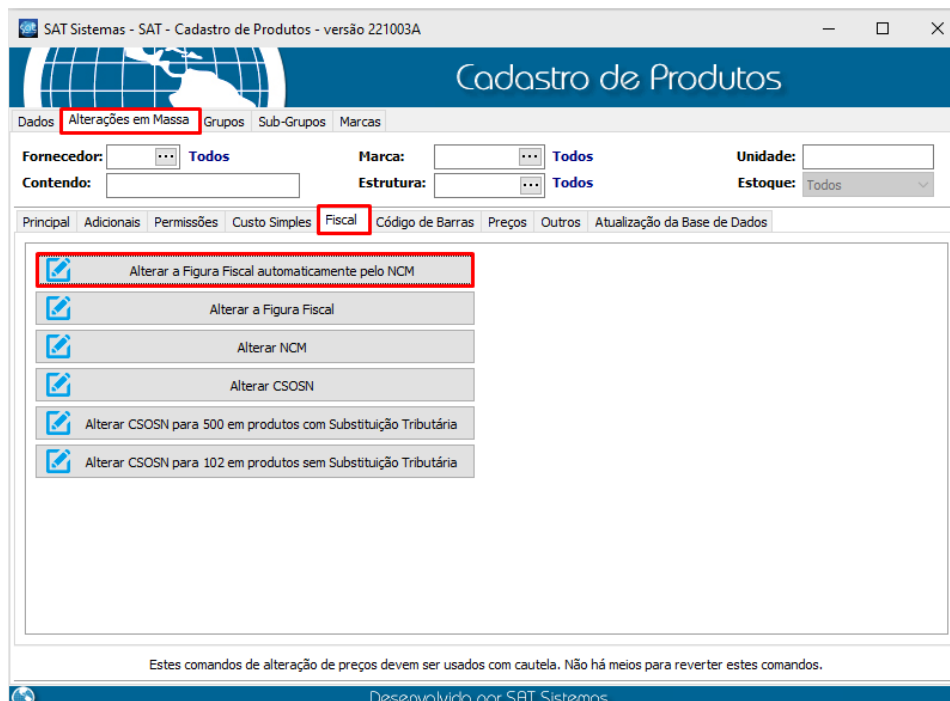 SAT Sistemas - SAT - Cadastro de Produtos - versão 221003A
Cadastro de Produtos
Dados Alterações em Massa Grupos Sub-Grupos Marcas
Fornecedor: ... Todos Marca: ... Todos Unidade:
Contendo: Estrutura: ... Todos Estoque: Todos
Principal Adicionais Permissões Custo Simples Fiscal Código de Barras Preços Outros Atualização da Base de Dados
Alterar a Figura Fiscal automaticamente pelo NCM
Alterar a Figura Fiscal
Alterar NCM
Alterar CSOSN
Alterar CSOSN para 500 em produtos com Substituição Tributária
Alterar CSOSN para 102 em produtos sem Substituição Tributária
Estes comandos de alteração de preços devem ser usados com cautela. Não há meios para reverter estes comandos.
Desenvolvido por SAT Sistemas